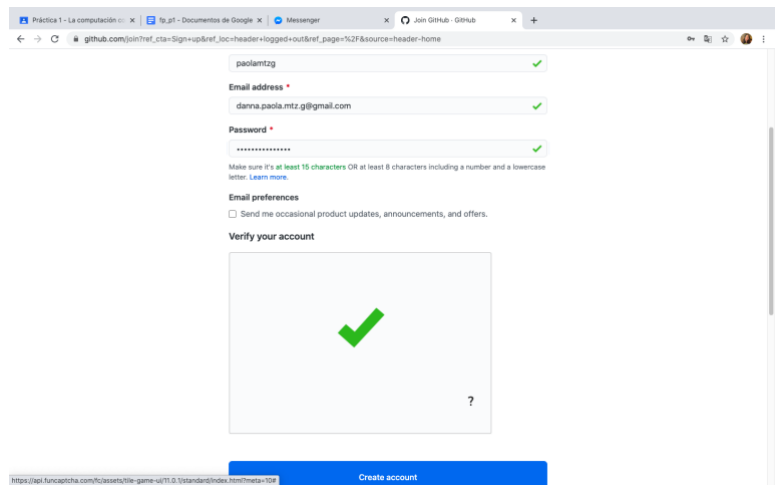 Práctica 1 - La computación co
fp_p1 - Documentos de Google
Messenger
Join GitHub · GitHub
github.com/join?ref_cta=Sign+up&ref_loc=header+logged+out&ref_page=%2F&source=header-home
paolamtzg
Email address *
danna.paola.mtz.g@gmail.com
Password *
•••••••••••••••
Make sure it's at least 15 characters OR at least 8 characters including a number and a lowercase
letter. Learn more.
Email preferences
Send me occasional product updates, announcements, and offers.
Verify your account
?
Create account
https://api.funcaptcha.com/fc/assets/tile-game-ui/11.0.1/standard/index.html?meta=10#